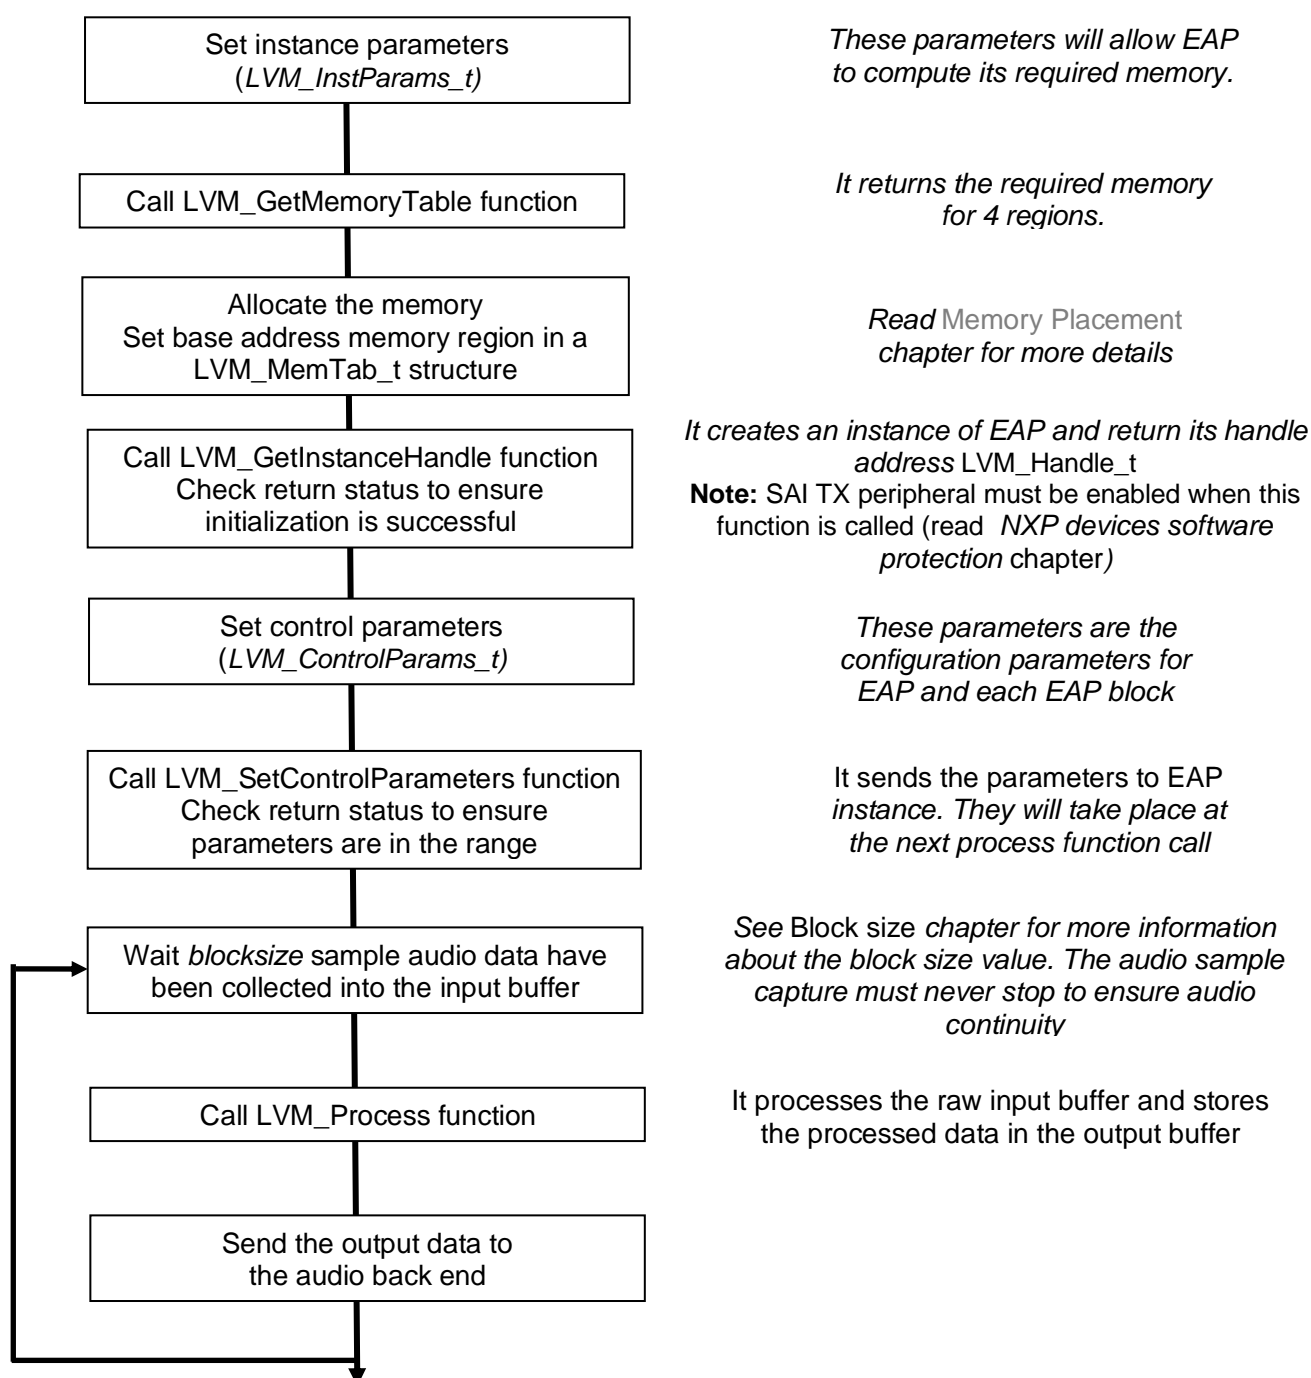 Set instance parameters
(LVM_InstParams_t)
These parameters will allow EAP
to compute its required memory.
Call LVM_GetMemoryTable function
It returns the required memory
for 4 regions.
Allocate the memory
Set base address memory region in a
LVM_MemTab_t structure
Read Memory Placement
chapter for more details
Call LVM_GetInstanceHandle function
Check return status to ensure
initialization is successful
It creates an instance of EAP and return its handle
address LVM_Handle_t
Note: SAI TX peripheral must be enabled when this
function is called (read NXP devices software
protection chapter)
Set control parameters
(LVM_ControlParams_t)
These parameters are the
configuration parameters for
EAP and each EAP block
Call LVM_SetControlParameters function
Check return status to ensure
parameters are in the range
It sends the parameters to EAP
instance. They will take place at
the next process function call
Wait blocksize sample audio data have
been collected into the input buffer
See Block size chapter for more information
about the block size value. The audio sample
capture must never stop to ensure audio
continuity
Call LVM_Process function
It processes the raw input buffer and stores
the processed data in the output buffer
Send the output data to
the audio back end